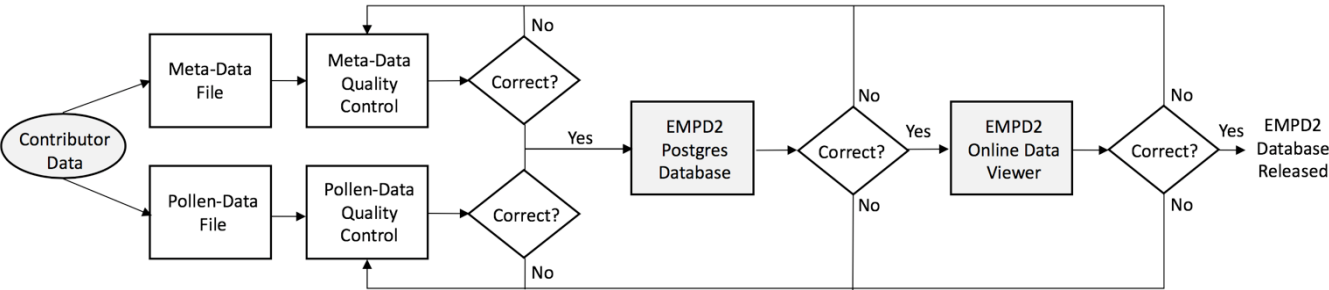 Contributor
Data
Meta-Data
File
Pollen-Data
File
Meta-Data
Quality
Control
Pollen-Data
Quality
Control
No
Correct?
Correct?
No
Yes
EMPD2
Postgres
Database
No
Correct?
No
Yes
EMPD2
Online Data
Viewer
No
Correct?
No
Yes
EMPD2
Database
Released